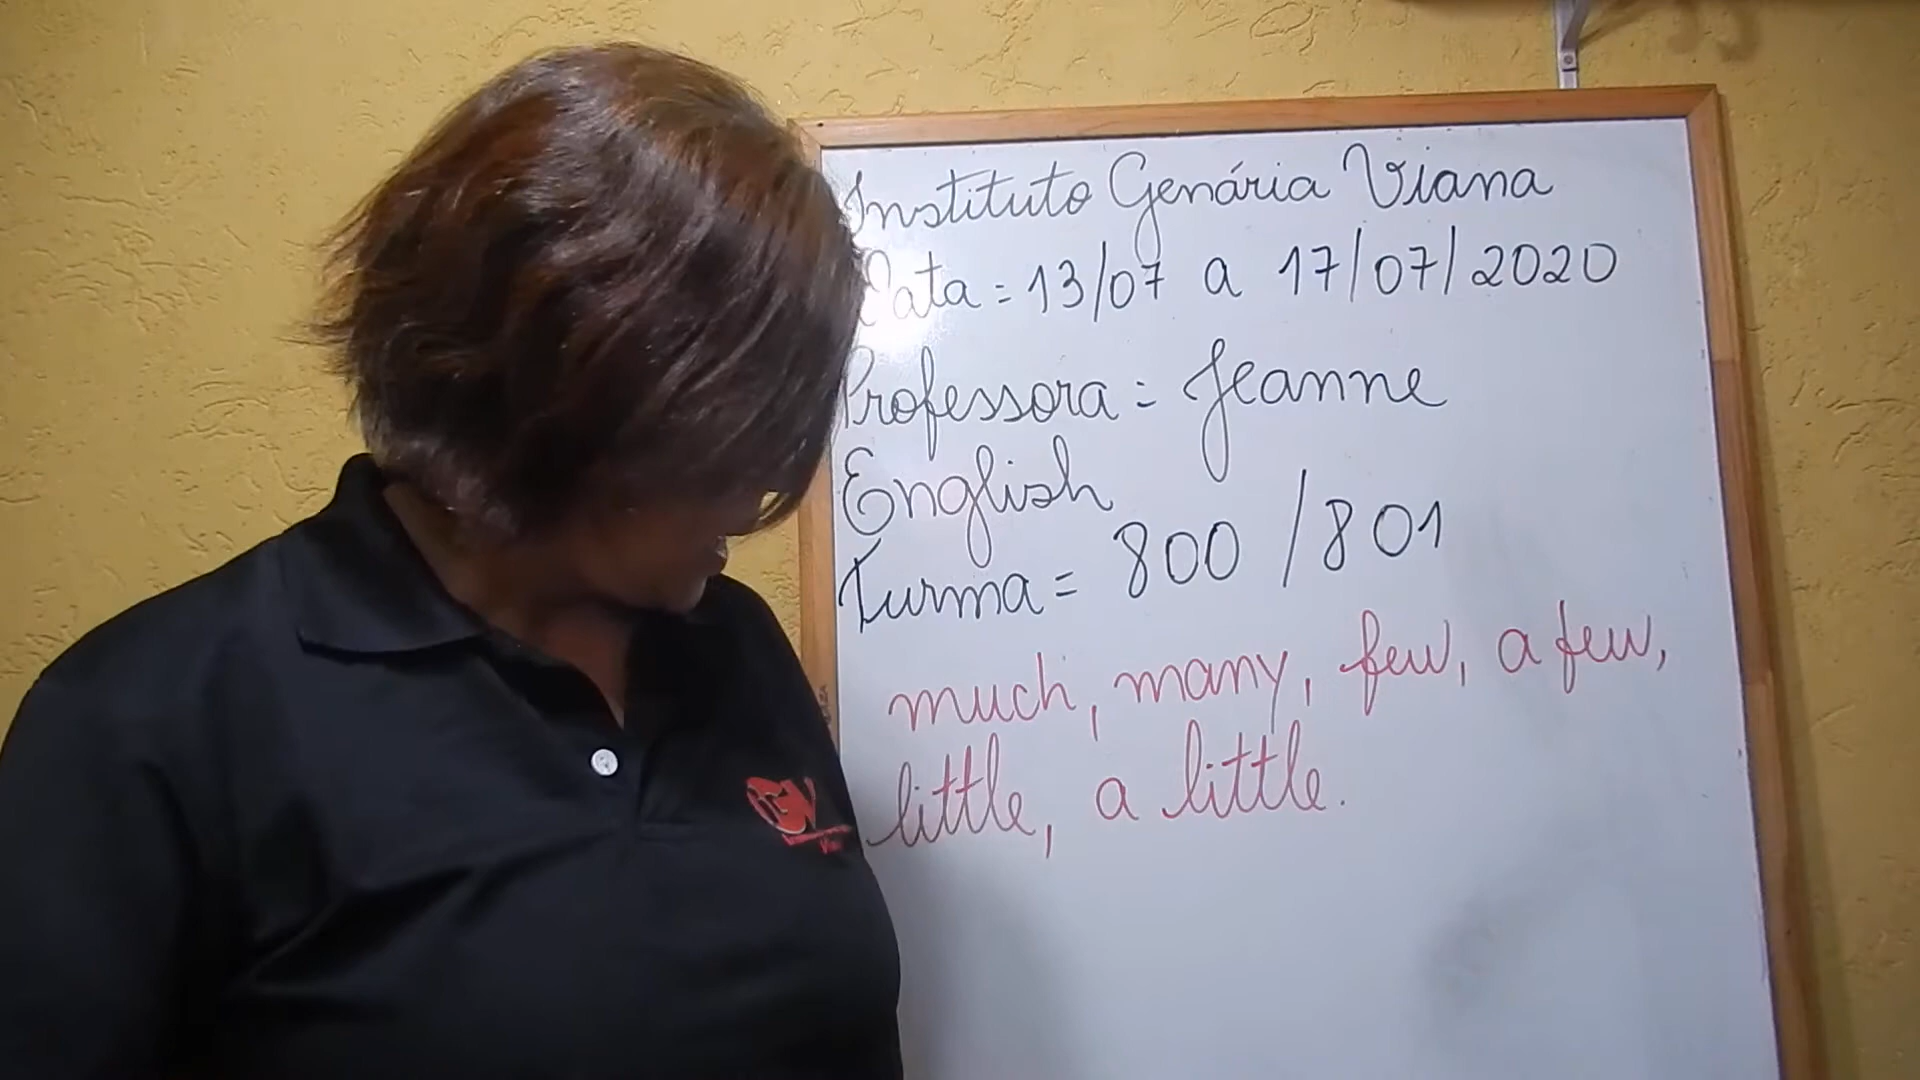 Instituto Genária Viana
Data = 13/07 a 17/07/2020
Professora = Jeanne
English
Turma = 800 / 801
much, many, few, a few,
little, a little.
IGV